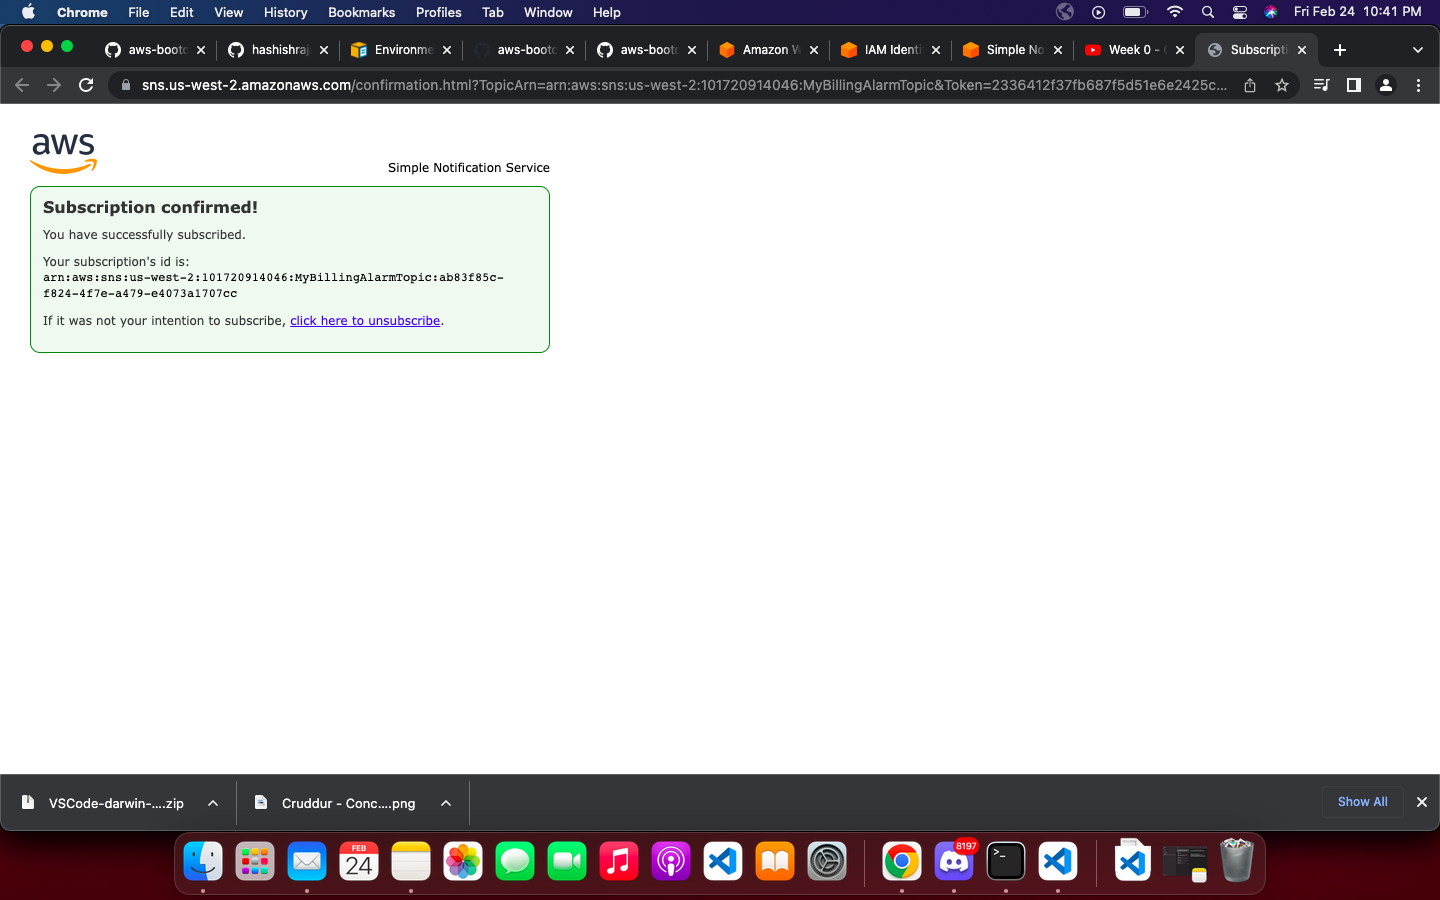 Chrome File Edit View History Bookmarks Profiles Tab Window Help Fri Feb 24 10:41 PM
aws-bootc hashishraj Environme aws-bootc aws-bootc Amazon W IAM Identi Simple No Week 0 - Subscripti
sns.us-west-2.amazonaws.com/confirmation.html?TopicArn=arn:aws:sns:us-west-2:101720914046:MyBillingAlarmTopic&Token=2336412f37fb687f5d51e6e2425c...
aws
Simple Notification Service
Subscription confirmed!
You have successfully subscribed.
Your subscription's id is:
arn:aws:sns:us-west-2:101720914046:MyBillingAlarmTopic:ab83f85c-
f824-4f7e-a479-e4073a1707cc
If it was not your intention to subscribe, click here to unsubscribe.
VSCode-darwin-....zip Cruddur - Conc....png Show All
FEB
24
8197
>_